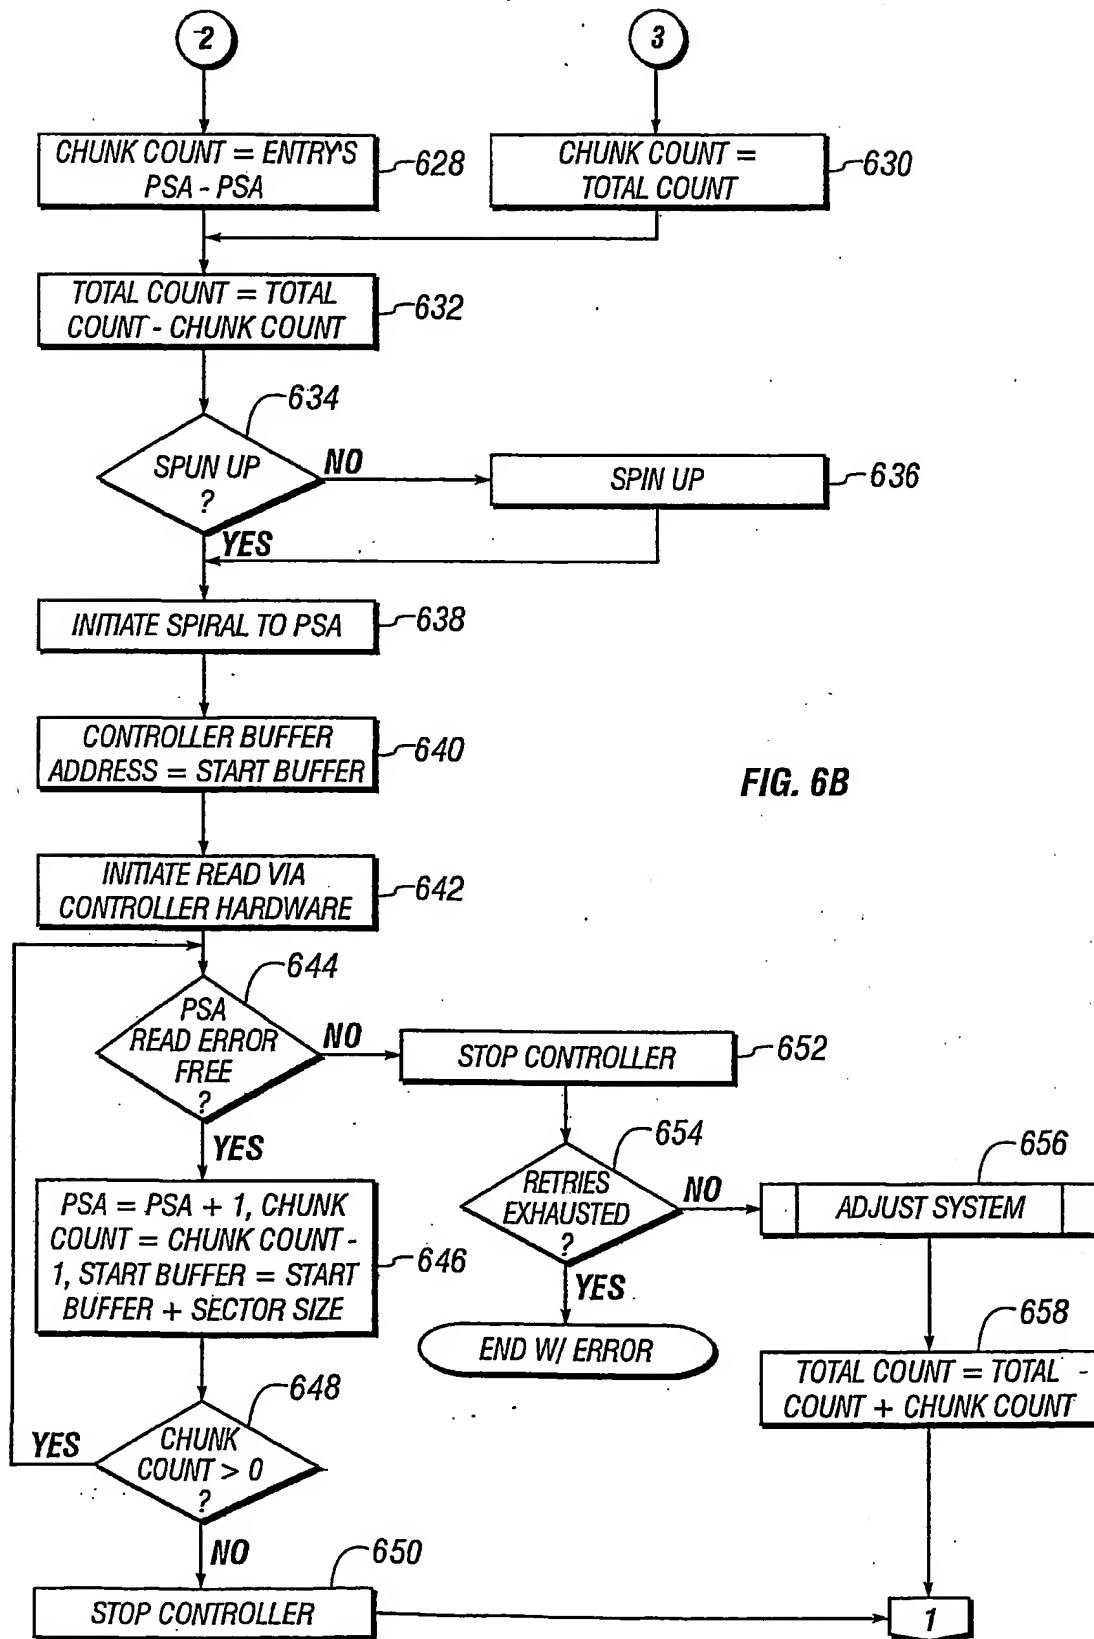 2
3
CHUNK COUNT = ENTRY'S
PSA - PSA
628
CHUNK COUNT =
TOTAL COUNT
630
TOTAL COUNT = TOTAL
COUNT - CHUNK COUNT
632
634
SPUN UP
?
NO
YES
SPIN UP
636
INITIATE SPIRAL TO PSA
638
CONTROLLER BUFFER
ADDRESS = START BUFFER
640
FIG. 6B
INITIATE READ VIA
CONTROLLER HARDWARE
642
644
PSA
READ ERROR
FREE
?
NO
YES
STOP CONTROLLER
652
654
RETRIES
EXHAUSTED
?
NO
YES
656
ADJUST SYSTEM
PSA = PSA + 1, CHUNK
COUNT = CHUNK COUNT -
1, START BUFFER = START
BUFFER + SECTOR SIZE
646
END W/ ERROR
658
TOTAL COUNT = TOTAL -
COUNT + CHUNK COUNT
648
CHUNK
COUNT > 0
?
YES
NO
650
STOP CONTROLLER
1